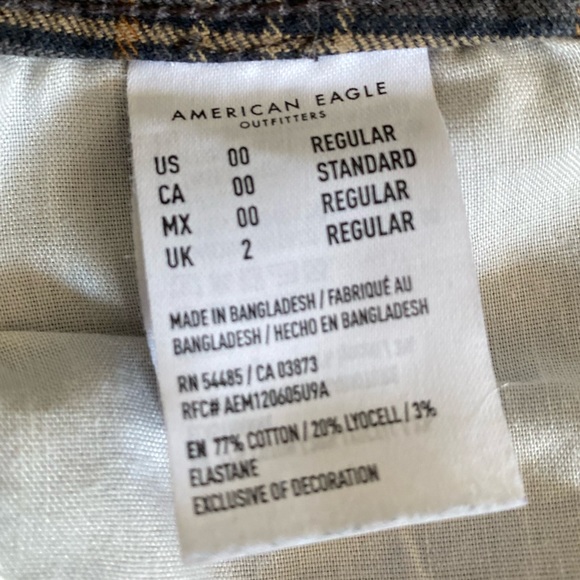 AMERICAN EAGLE
OUTFITTERS
US 00 REGULAR
CA 00 STANDARD
MX 00 REGULAR
UK 2 REGULAR
MADE IN BANGLADESH / FABRIQUÉ AU
BANGLADESH / HECHO EN BANGLADESH
RN 54485 / CA 03873
RFC# AEM120605U9A
EN 77% COTTON / 20% LYOCELL / 3%
ELASTANE
EXCLUSIVE OF DECORATION